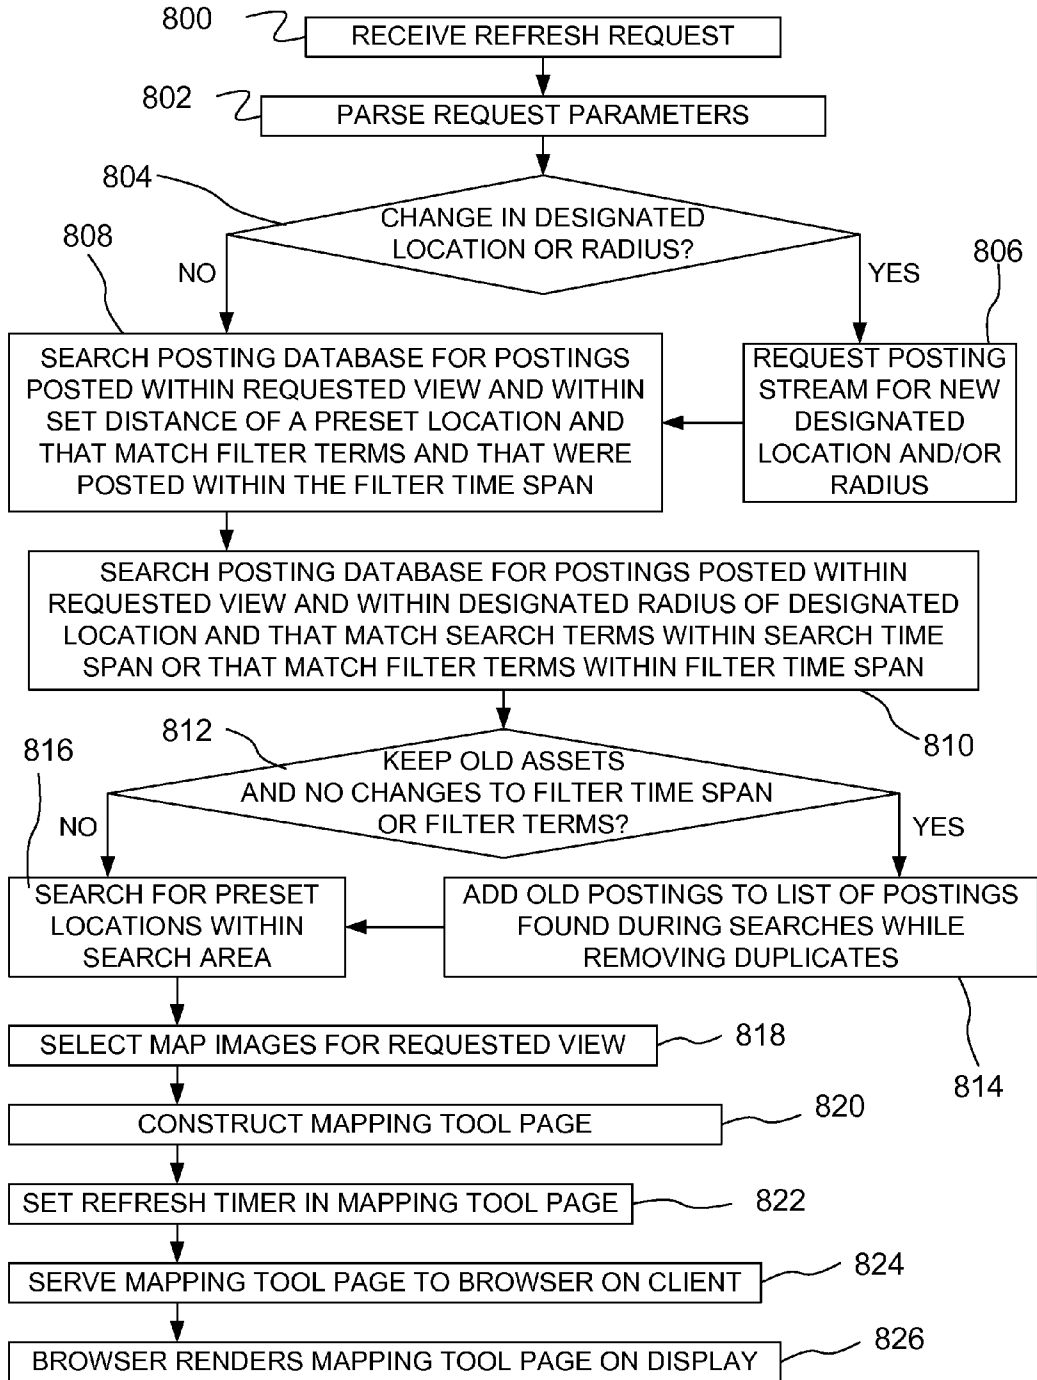 800
RECEIVE REFRESH REQUEST
802
PARSE REQUEST PARAMETERS
804
CHANGE IN DESIGNATED
LOCATION OR RADIUS?
808
NO
YES
806
SEARCH POSTING DATABASE FOR POSTINGS
POSTED WITHIN REQUESTED VIEW AND WITHIN
SET DISTANCE OF A PRESET LOCATION AND
THAT MATCH FILTER TERMS AND THAT WERE
POSTED WITHIN THE FILTER TIME SPAN
REQUEST POSTING
STREAM FOR NEW
DESIGNATED
LOCATION AND/OR
RADIUS
SEARCH POSTING DATABASE FOR POSTINGS POSTED WITHIN
REQUESTED VIEW AND WITHIN DESIGNATED RADIUS OF DESIGNATED
LOCATION AND THAT MATCH SEARCH TERMS WITHIN SEARCH TIME
SPAN OR THAT MATCH FILTER TERMS WITHIN FILTER TIME SPAN
810
812
816
KEEP OLD ASSETS
AND NO CHANGES TO FILTER TIME SPAN
OR FILTER TERMS?
NO
YES
SEARCH FOR PRESET
LOCATIONS WITHIN
SEARCH AREA
ADD OLD POSTINGS TO LIST OF POSTINGS
FOUND DURING SEARCHES WHILE
REMOVING DUPLICATES
814
SELECT MAP IMAGES FOR REQUESTED VIEW
818
CONSTRUCT MAPPING TOOL PAGE
820
SET REFRESH TIMER IN MAPPING TOOL PAGE
822
SERVE MAPPING TOOL PAGE TO BROWSER ON CLIENT
824
BROWSER RENDERS MAPPING TOOL PAGE ON DISPLAY
826